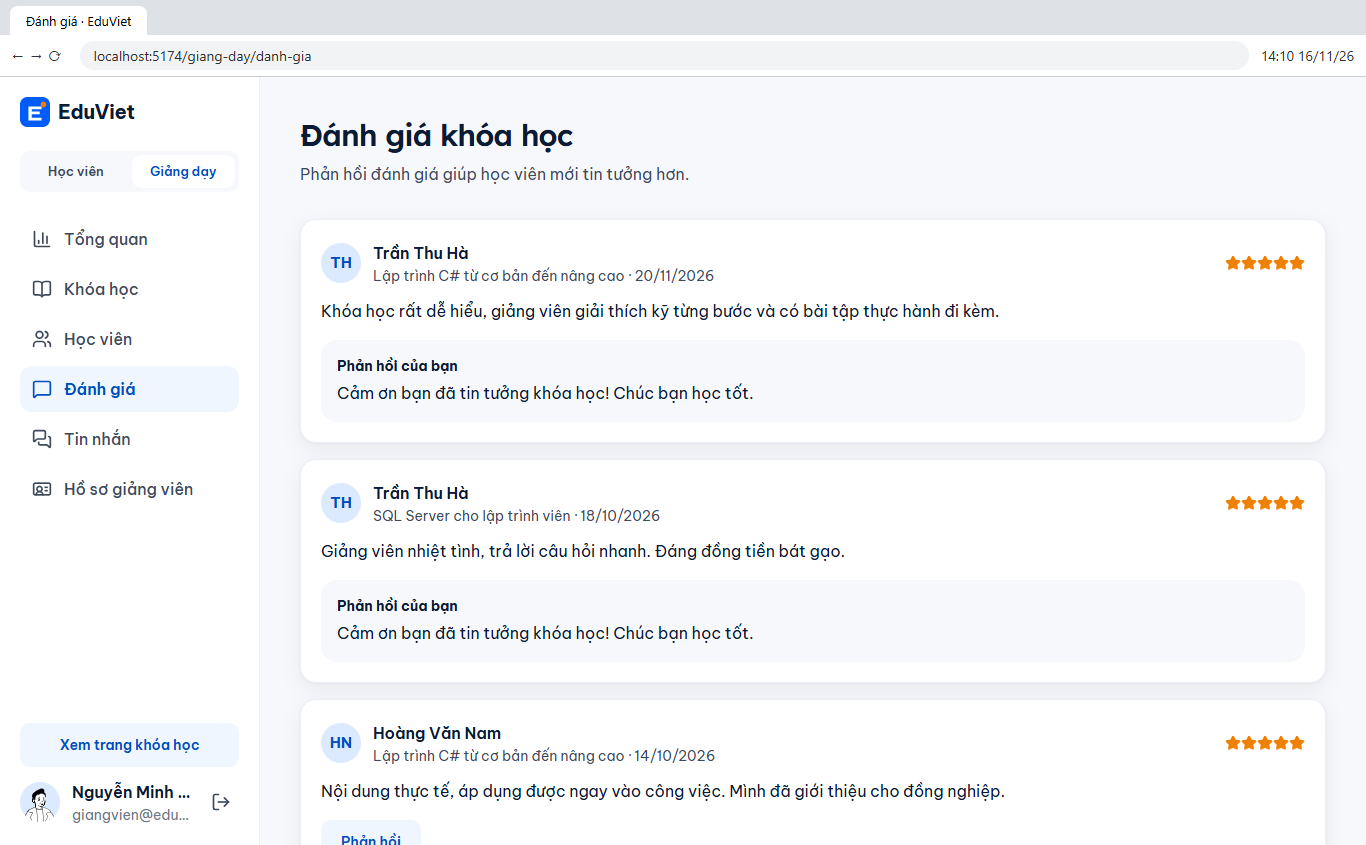 Đánh giá · EduViet
localhost:5174/giang-day/danh-gia
14:10 16/11/26
EduViet
Học viên
Giảng dạy
Tổng quan
Khóa học
Học viên
Đánh giá
Tin nhắn
Hồ sơ giảng viên
Xem trang khóa học
Nguyễn Minh ...
giangvien@edu...
Đánh giá khóa học
Phản hồi đánh giá giúp học viên mới tin tưởng hơn.
TH
Trần Thu Hà
Lập trình C# từ cơ bản đến nâng cao · 20/11/2026
Khóa học rất dễ hiểu, giảng viên giải thích kỹ từng bước và có bài tập thực hành đi kèm.
Phản hồi của bạn
Cảm ơn bạn đã tin tưởng khóa học! Chúc bạn học tốt.
TH
Trần Thu Hà
SQL Server cho lập trình viên · 18/10/2026
Giảng viên nhiệt tình, trả lời câu hỏi nhanh. Đáng đồng tiền bát gạo.
Phản hồi của bạn
Cảm ơn bạn đã tin tưởng khóa học! Chúc bạn học tốt.
HN
Hoàng Văn Nam
Lập trình C# từ cơ bản đến nâng cao · 14/10/2026
Nội dung thực tế, áp dụng được ngay vào công việc. Mình đã giới thiệu cho đồng nghiệp.
Phản hồi